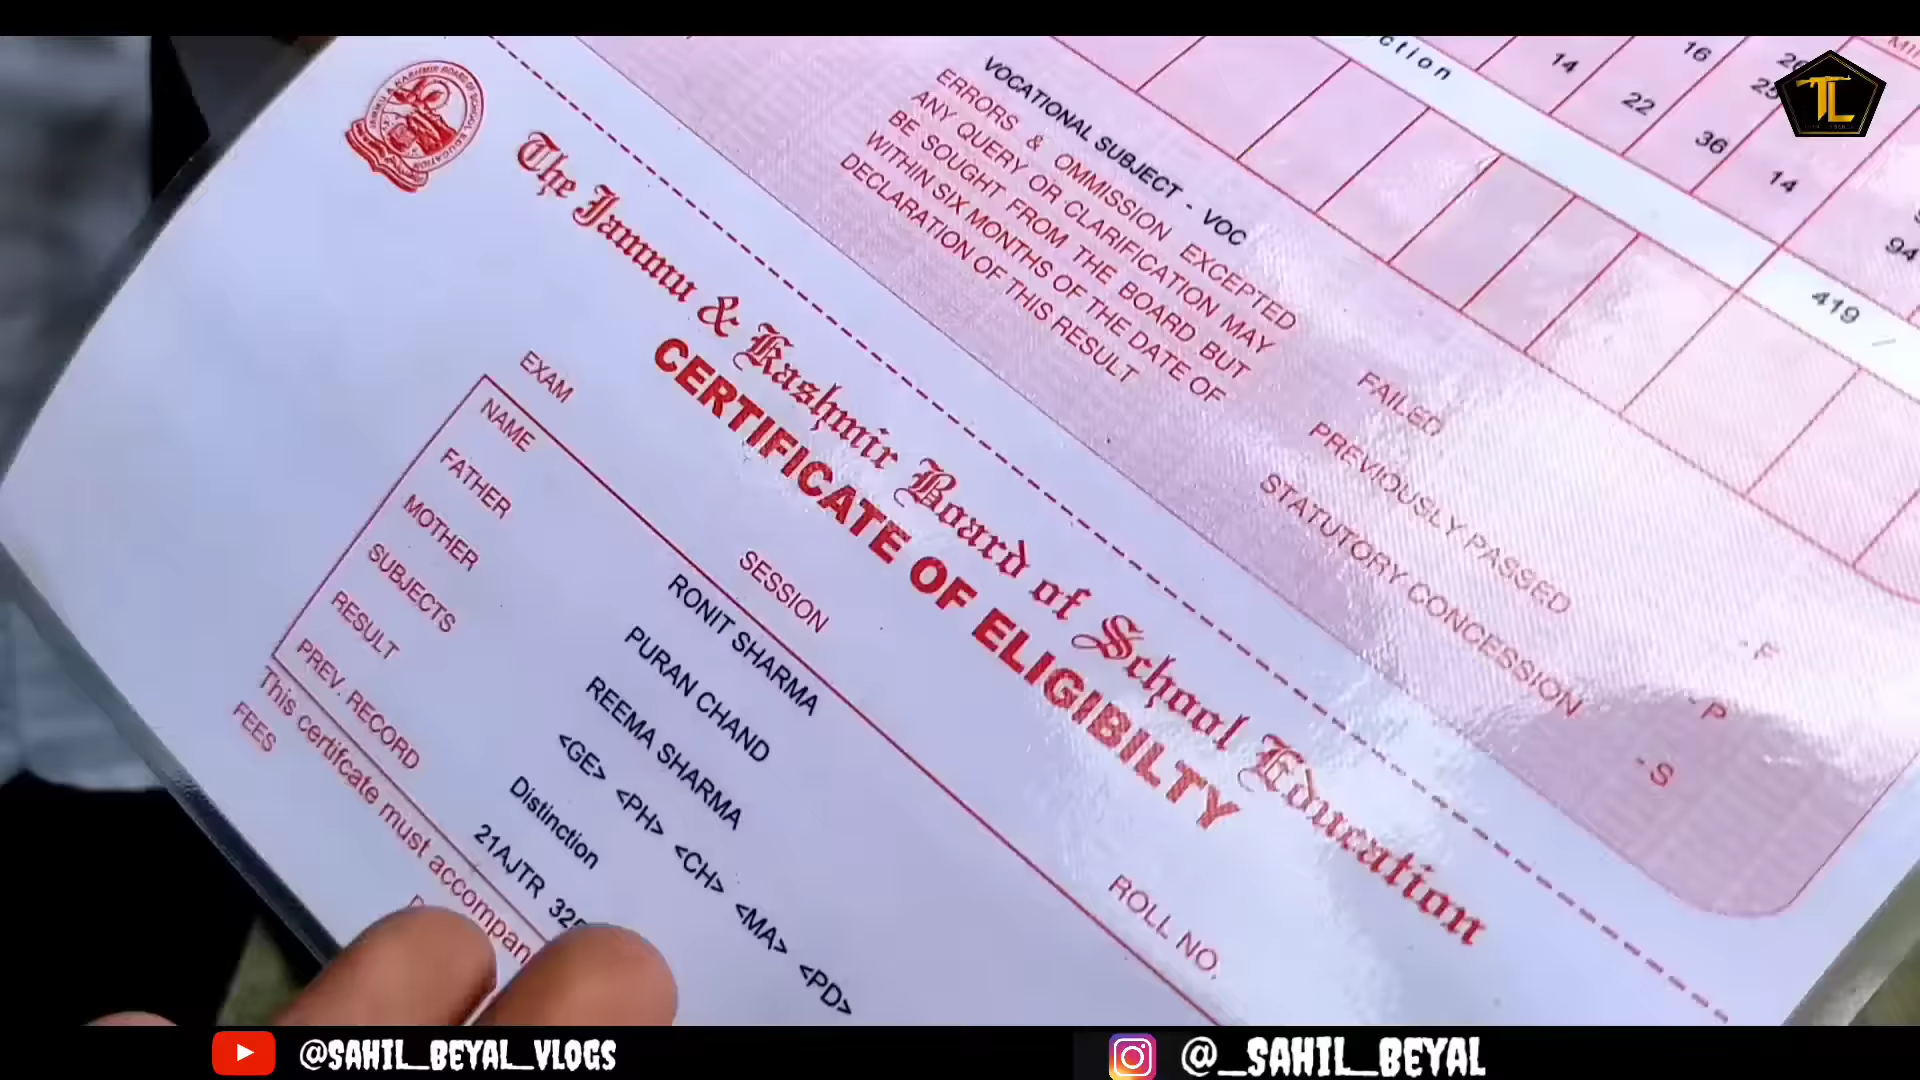 ction
14
16
22
36
14
94
419 /
VOCATIONAL SUBJECT - VOC
ERRORS & OMMISSION EXCEPTED
ANY QUERY OR CLARIFICATION MAY
BE SOUGHT FROM THE BOARD BUT
WITHIN SIX MONTHS OF THE DATE OF
DECLARATION OF THIS RESULT
FAILED - F
PREVIOUSLY PASSED - P
STATUTORY CONCESSION - S
The Jammu & Kashmir Board of School Education
CERTIFICATE OF ELIGIBILTY
EXAM SESSION ROLL NO.
NAME RONIT SHARMA
FATHER PURAN CHAND
MOTHER REEMA SHARMA
SUBJECTS <GE> <PH> <CH> <MA> <PD>
RESULT Distinction
PREV. RECORD 21AJTR
This certifcate must accompan
FEES
TL
@SAHIL_BEYAL_VLOGS
@_SAHIL_BEYAL